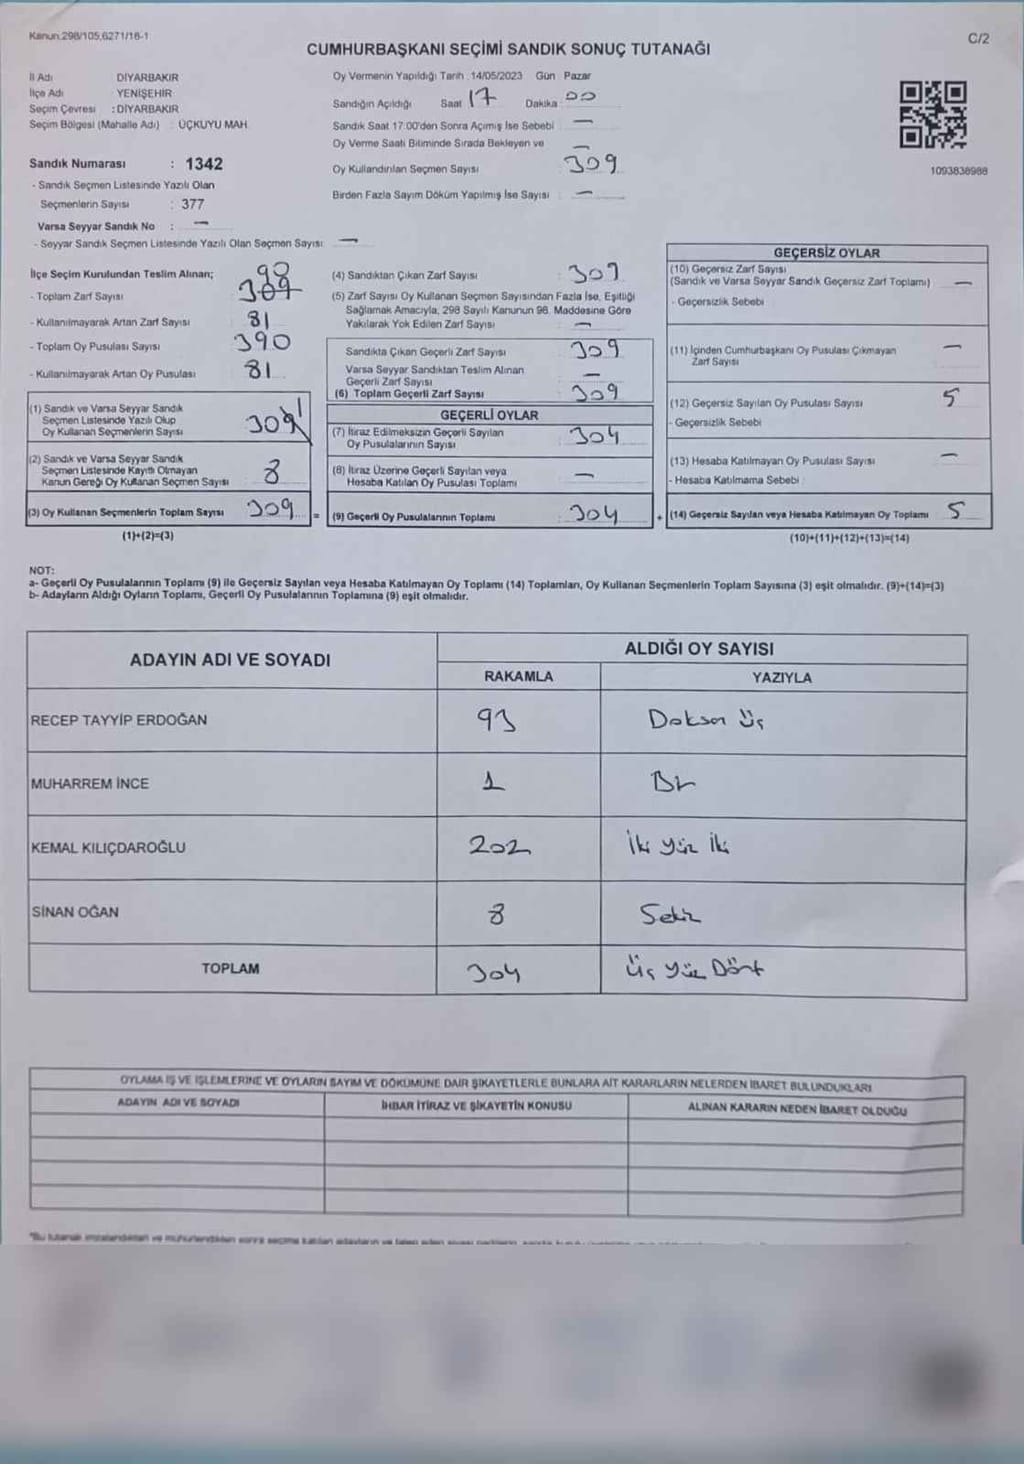 Kanun.298/105,6271/16-1
C/2
CUMHURBAŞKANI SEÇİMİ SANDIK SONUÇ TUTANAĞI
İl Adı DİYARBAKIR
İlçe Adı : YENİŞEHİR
Seçim Çevresi : DİYARBAKIR
Seçim Bölgesi (Mahalle Adı) : ÜÇKUYU MAH.
Sandık Numarası : 1342
- Sandık Seçmen Listesinde Yazılı Olan
Seçmenlerin Sayısı : 377
Varsa Seyyar Sandık No : —
- Seyyar Sandık Seçmen Listesinde Yazılı Olan Seçmen Sayısı: —
Oy Vermenin Yapıldığı Tarih : 14/05/2023 Gün : Pazar
Sandığın Açıldığı Saat 17 Dakika : 00
Sandık Saat 17:00'den Sonra Açımış İse Sebebi : —
Oy Verme Saati Bitiminde Sırada Bekleyen ve —
Oy Kullandırılan Seçmen Sayısı 309
Birden Fazla Sayım Döküm Yapılmış İse Sayısı : —
1093838988
İlçe Seçim Kurulundan Teslim Alınan;
- Toplam Zarf Sayısı
- Kullanılmayarak Artan Zarf Sayısı 81
- Toplam Oy Pusulası Sayısı 390
- Kullanılmayarak Artan Oy Pusulası 81
(1) Sandık ve Varsa Seyyar Sandık
Seçmen Listesinde Yazılı Olup
Oy Kullanan Seçmenlerin Sayısı
(2) Sandık ve Varsa Seyyar Sandık
Seçmen Listesinde Kayıtlı Olmayan
Kanun Gereği Oy Kullanan Seçmen Sayısı 8
(3) Oy Kullanan Seçmenlerin Toplam Sayısı 309
(1)+(2)=(3)
(4) Sandıktan Çıkan Zarf Sayısı : 309
(5) Zarf Sayısı Oy Kullanan Seçmen Sayısından Fazla İse, Eşitliği
Sağlamak Amacıyla, 298 Sayılı Kanunun 98. Maddesine Göre
Yakılarak Yok Edilen Zarf Sayısı : —
Sandıkta Çıkan Geçerli Zarf Sayısı 309
Varsa Seyyar Sandıktan Teslim Alınan
Geçerli Zarf Sayısı —
(6) Toplam Geçerli Zarf Sayısı : 309
GEÇERLİ OYLAR
(7) İtiraz Edilmeksizin Geçerli Sayılan
Oy Pusulalarının Sayısı : 304
(8) İtiraz Üzerine Geçerli Sayılan veya
Hesaba Katılan Oy Pusulası Toplamı —
= (9) Geçerli Oy Pusulalarının Toplamı : 304
GEÇERSİZ OYLAR
(10) Geçersiz Zarf Sayısı
(Sandık ve Varsa Seyyar Sandık Geçersiz Zarf Toplamı) —
- Geçersizlik Sebebi
(11) İçinden Cumhurbaşkanı Oy Pusulası Çıkmayan
Zarf Sayısı —
(12) Geçersiz Sayılan Oy Pusulası Sayısı 5
- Geçersizlik Sebebi
(13) Hesaba Katılmayan Oy Pusulası Sayısı —
- Hesaba Katılmama Sebebi
+ (14) Geçersiz Sayılan veya Hesaba Katılmayan Oy Toplamı 5
(10)+(11)+(12)+(13)=(14)
NOT:
a- Geçerli Oy Pusulalarının Toplamı (9) ile Geçersiz Sayılan veya Hesaba Katılmayan Oy Toplamı (14) Toplamları, Oy Kullanan Seçmenlerin Toplam Sayısına (3) eşit olmalıdır. (9)+(14)=(3)
b- Adayların Aldığı Oyların Toplamı, Geçerli Oy Pusulalarının Toplamına (9) eşit olmalıdır.
ADAYIN ADI VE SOYADI
ALDIĞI OY SAYISI
RAKAMLA YAZIYLA
RECEP TAYYİP ERDOĞAN 93 Doksan üç
MUHARREM İNCE 1 Bir
KEMAL KILIÇDAROĞLU 202 İki yüz iki
SİNAN OĞAN 8 Sekiz
TOPLAM 304 Üç yüz Dört
OYLAMA İŞ VE İŞLEMLERİNE VE OYLARIN SAYIM VE DÖKÜMÜNE DAİR ŞİKAYETLERLE BUNLARA AİT KARARLARIN NELERDEN İBARET BULUNDUKLARI
ADAYIN ADI VE SOYADI İHBAR İTİRAZ VE ŞİKAYETİN KONUSU ALINAN KARARIN NEDEN İBARET OLDUĞU